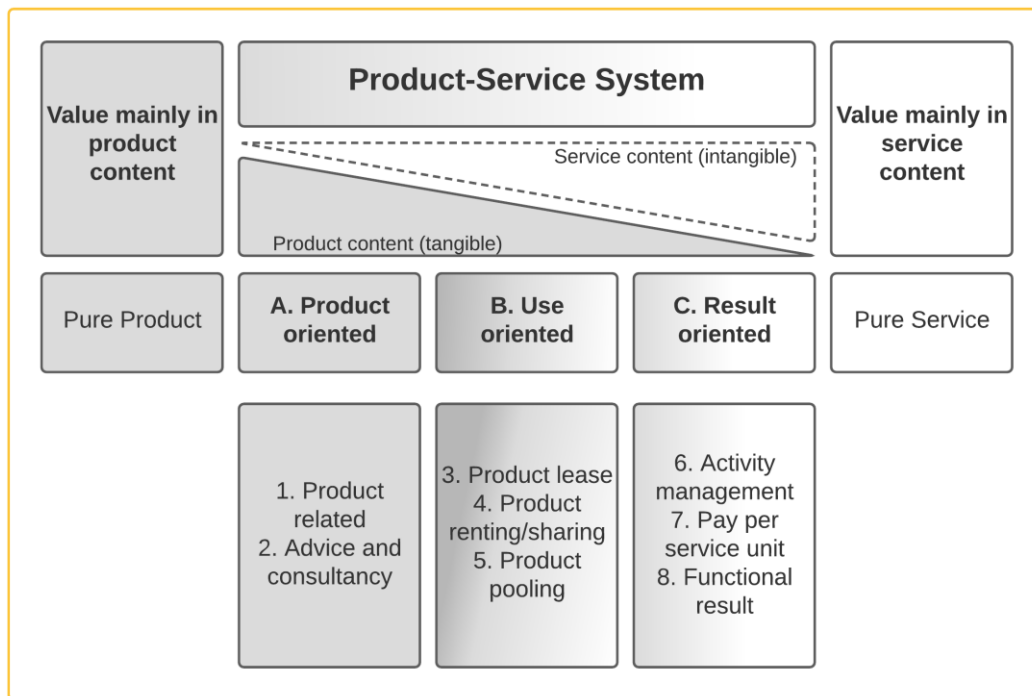 Value mainly in
product
content
Product-Service System
Service content (intangible)
Product content (tangible)
Value mainly in
service
content
Pure Product
A. Product
oriented
B. Use
oriented
C. Result
oriented
Pure Service
1. Product
related
2. Advice and
consultancy
3. Product lease
4. Product
renting/sharing
5. Product
pooling
6. Activity
management
7. Pay per
service unit
8. Functional
result